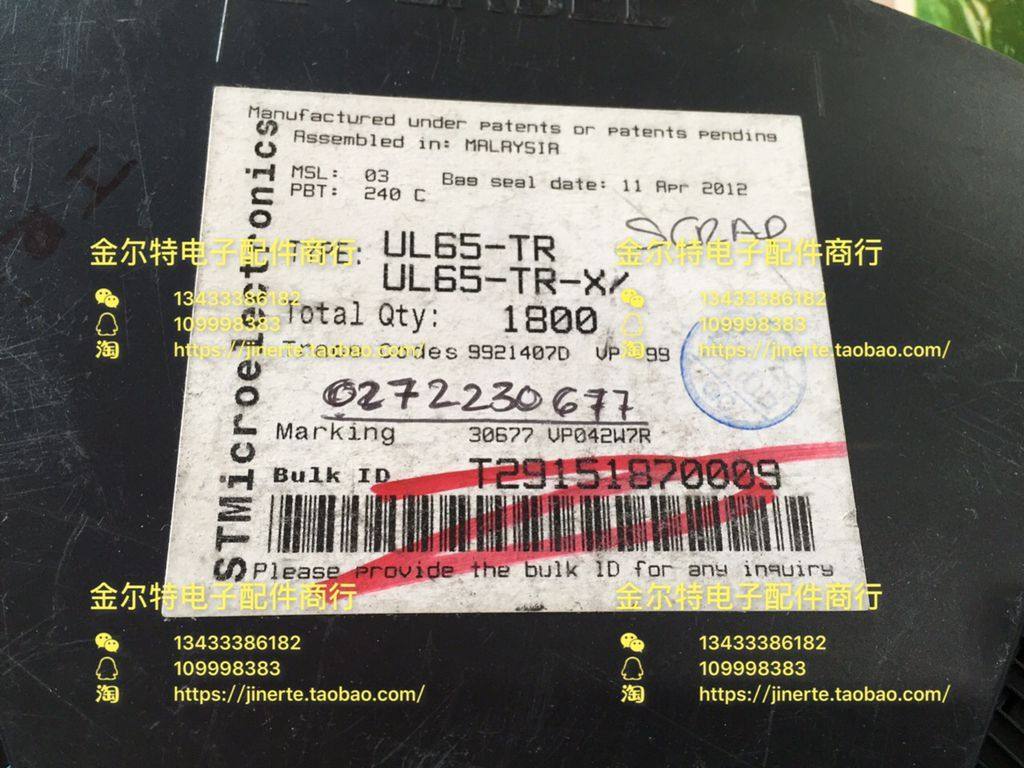 Manufactured under patents or patents pending
Assembled in: MALAYSIA
MSL: 03 Bag seal date: 11 Apr 2012
PBT: 240 C
SCRAP
金尔特电子配件商行 金尔特电子配件商行
TYPE: UL65-TR
UL65-TR-X/
13433386182 13433386182
Total Qty: 1800
109998383 109998383
淘 https://jinerte.taobao.com/ 淘 https://jinerte.taobao.com/
Trace Codes 9921407D
0272230677
Marking 30677 VP042W7R
Bulk ID T29151870009
Please provide the bulk ID for any inquiry
STMicroelectronics
金尔特电子配件商行 金尔特电子配件商行
13433386182 13433386182
109998383 109998383
淘 https://jinerte.taobao.com/ 淘 https://jinerte.taobao.com/